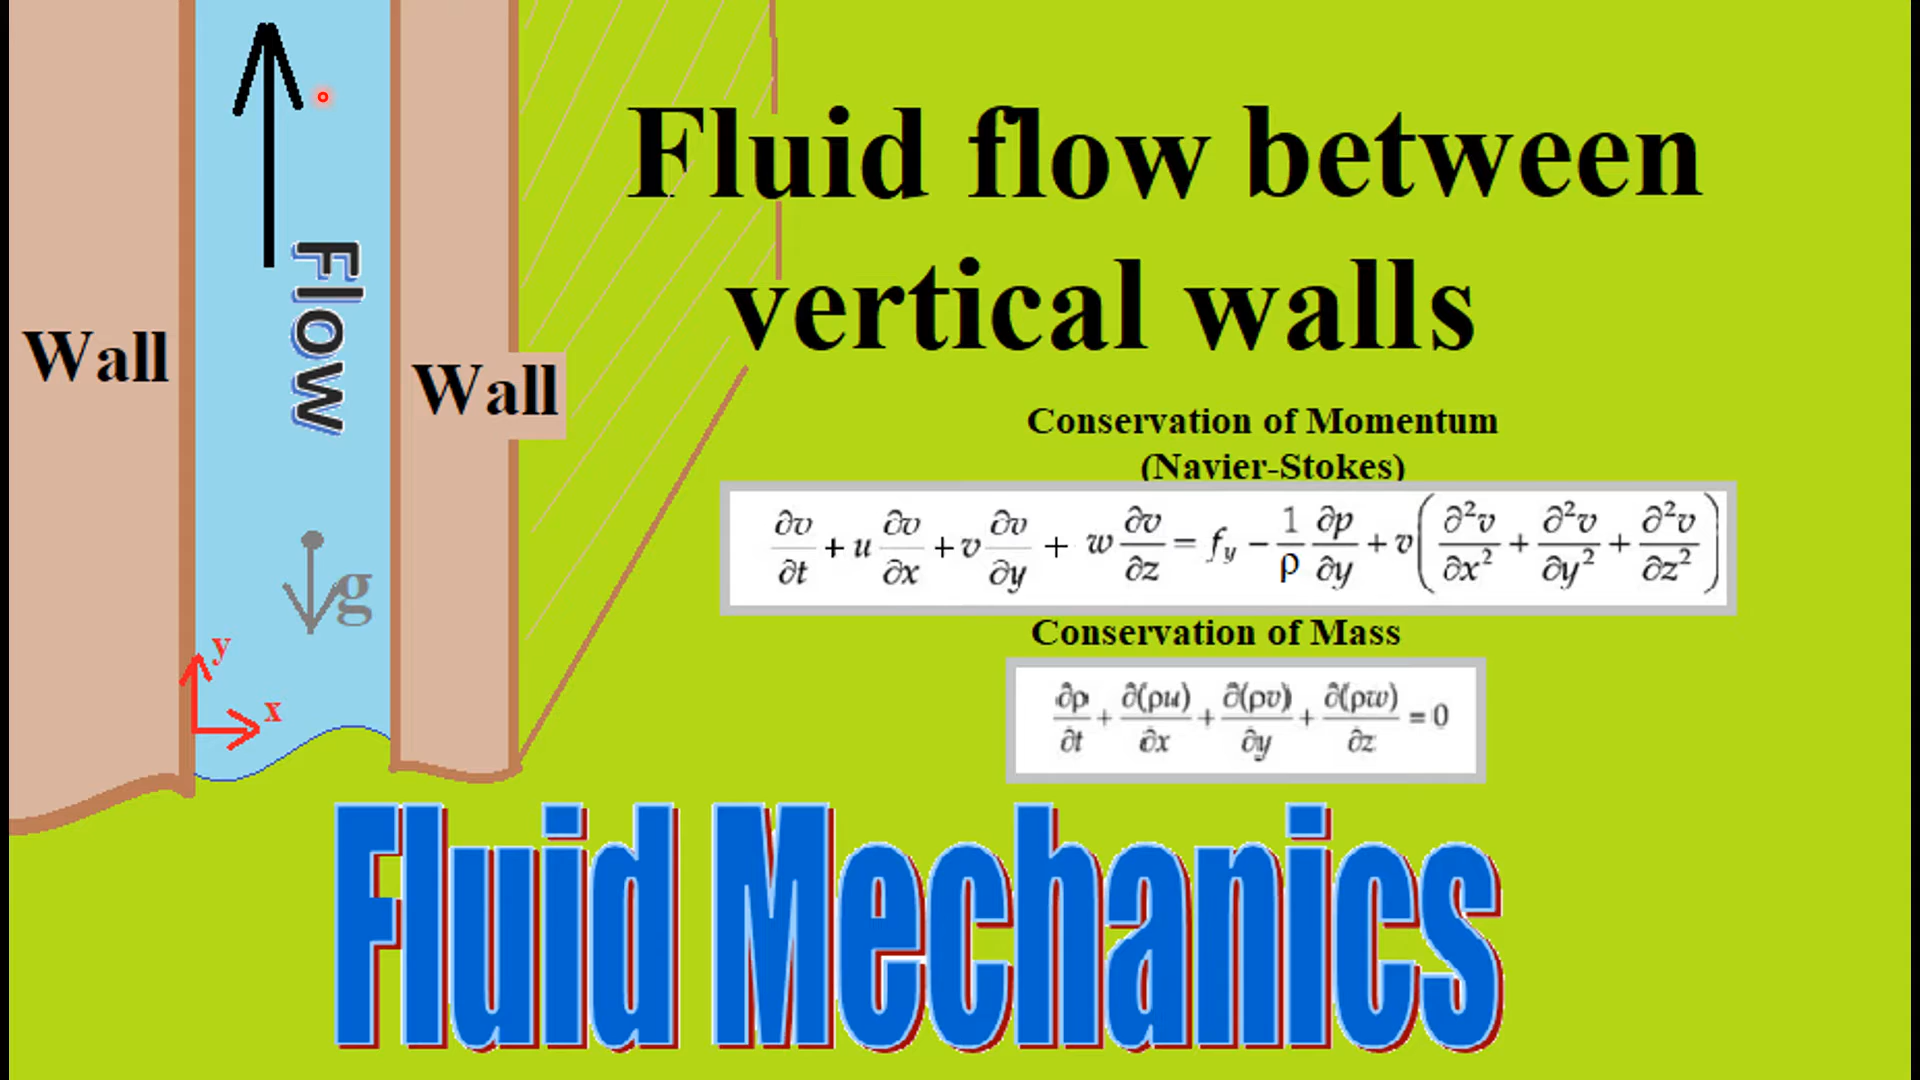 Fluid flow between
vertical walls
Wall
Flow
Wall
g
y
x
Conservation of Momentum
(Navier-Stokes)
∂v/∂t + u ∂v/∂x + v ∂v/∂y + w ∂v/∂z = f_y − 1/ρ ∂p/∂y + ν(∂²v/∂x² + ∂²v/∂y² + ∂²v/∂z²)
Conservation of Mass
∂ρ/∂t + ∂(ρu)/∂x + ∂(ρv)/∂y + ∂(ρw)/∂z = 0
Fluid Mechanics